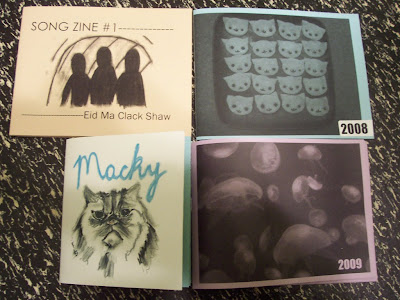 SONG ZINE #1
Eid Ma Clack Shaw
2008
Macky
2009